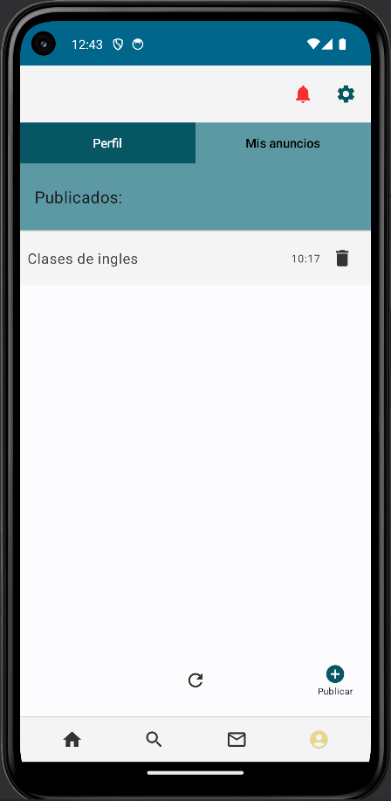 12:43
Perfil
Mis anuncios
Publicados:
Clases de ingles 10:17
Publicar